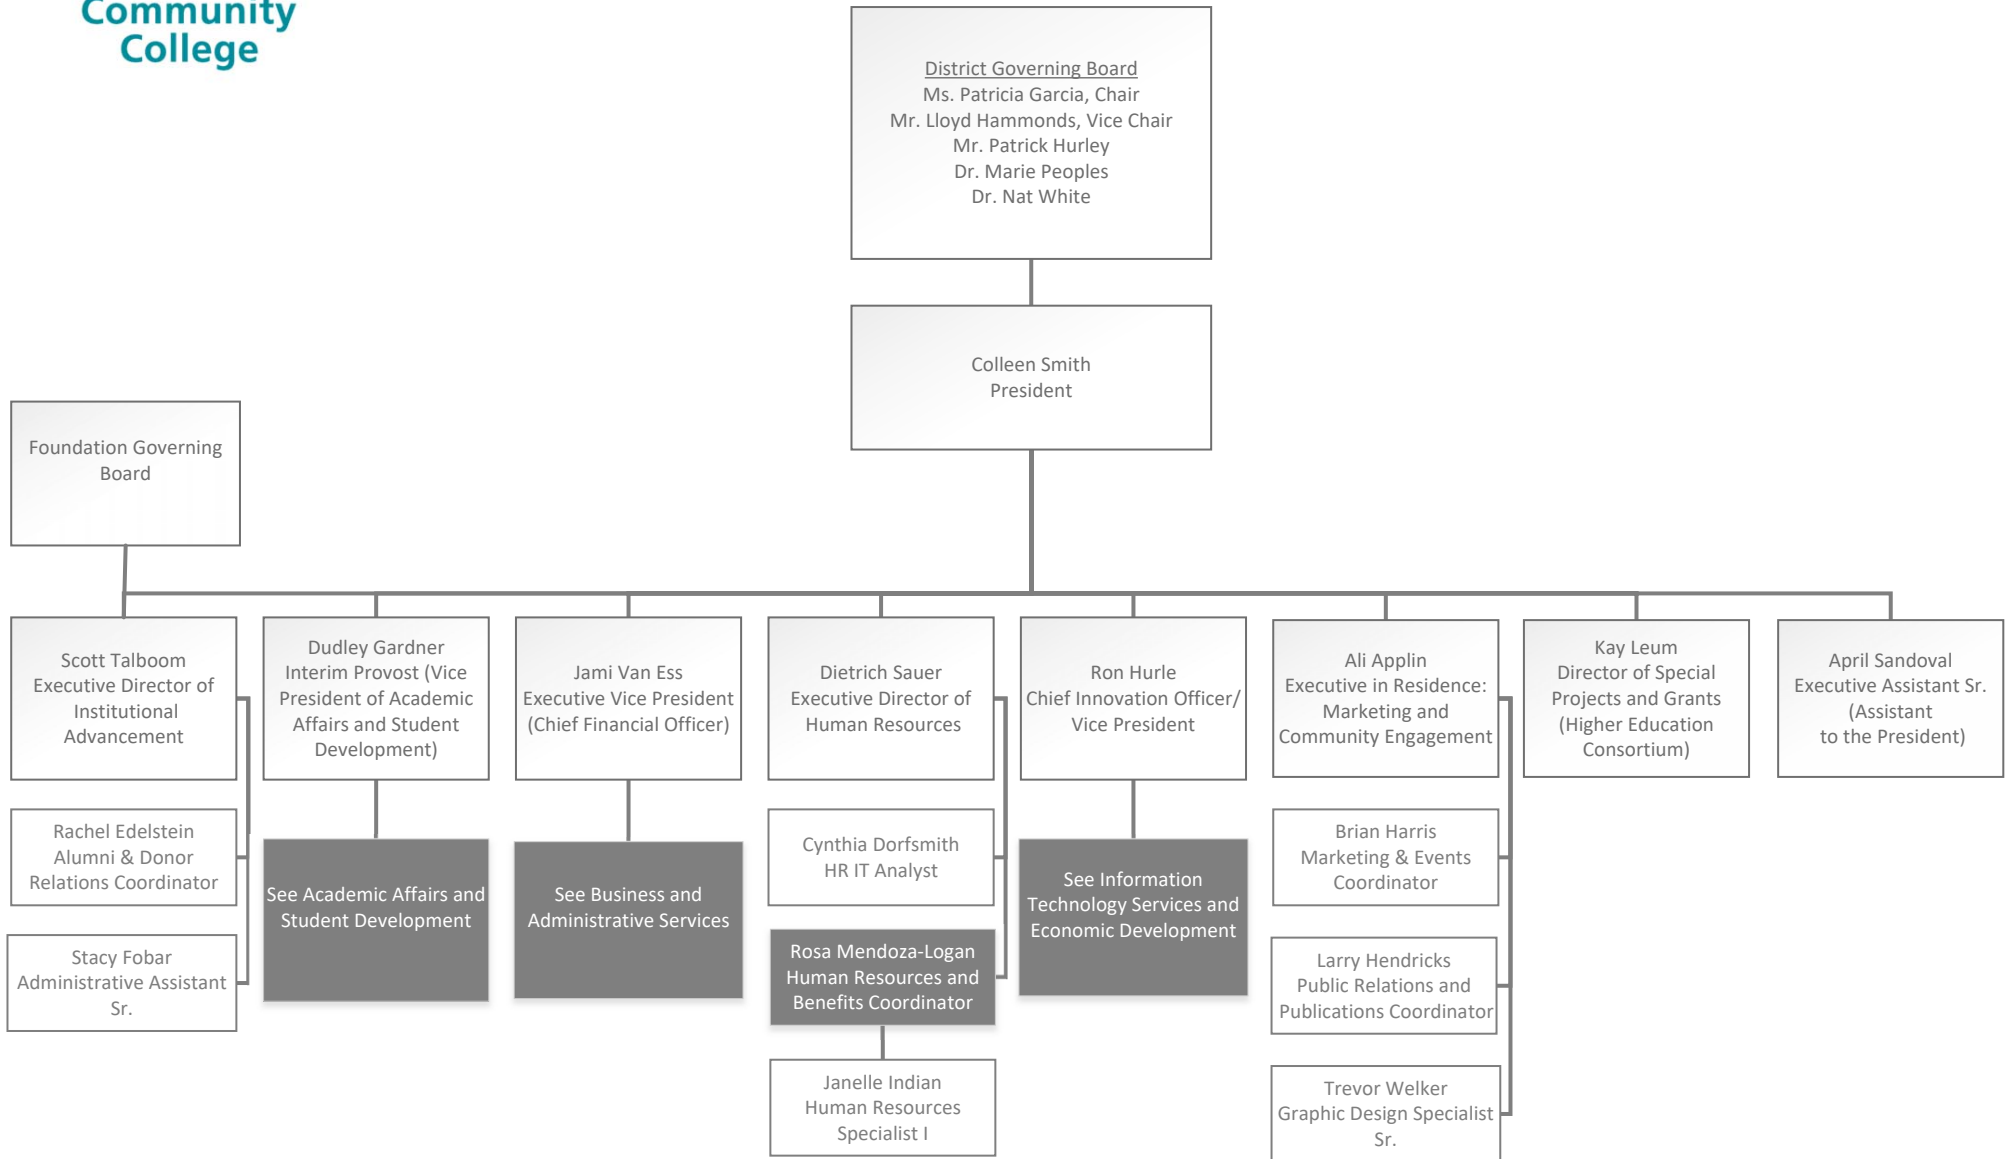 Community
College
District Governing Board
Ms. Patricia Garcia, Chair
Mr. Lloyd Hammonds, Vice Chair
Mr. Patrick Hurley
Dr. Marie Peoples
Dr. Nat White
Colleen Smith
President
Foundation Governing
Board
Scott Talboom
Executive Director of
Institutional
Advancement
Dudley Gardner
Interim Provost (Vice
President of Academic
Affairs and Student
Development)
Jami Van Ess
Executive Vice President
(Chief Financial Officer)
Dietrich Sauer
Executive Director of
Human Resources
Ron Hurle
Chief Innovation Officer/
Vice President
Ali Applin
Executive in Residence:
Marketing and
Community Engagement
Kay Leum
Director of Special
Projects and Grants
(Higher Education
Consortium)
April Sandoval
Executive Assistant Sr.
(Assistant
to the President)
Rachel Edelstein
Alumni & Donor
Relations Coordinator
See Academic Affairs and
Student Development
See Business and
Administrative Services
Cynthia Dorfsmith
HR IT Analyst
See Information
Technology Services and
Economic Development
Brian Harris
Marketing & Events
Coordinator
Stacy Fobar
Administrative Assistant
Sr.
Rosa Mendoza-Logan
Human Resources and
Benefits Coordinator
Larry Hendricks
Public Relations and
Publications Coordinator
Janelle Indian
Human Resources
Specialist I
Trevor Welker
Graphic Design Specialist
Sr.